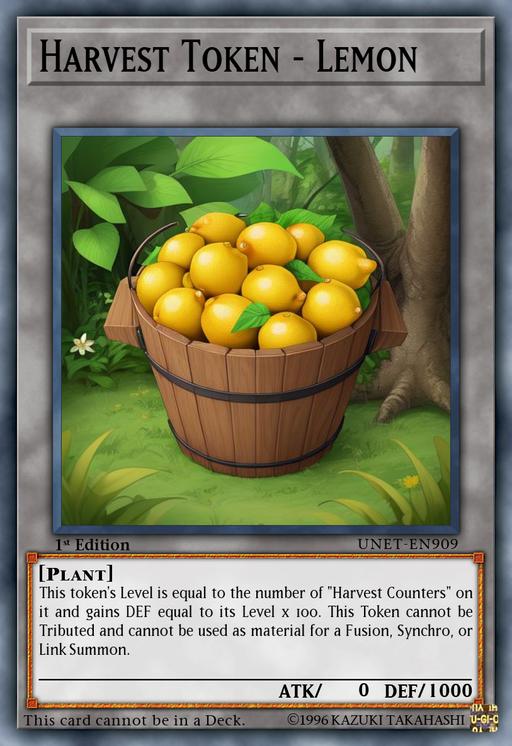 Harvest Token - Lemon
1st Edition
UNET-EN909
[Plant]
This token's Level is equal to the number of "Harvest Counters" on
it and gains DEF equal to its Level x 100. This Token cannot be
Tributed and cannot be used as material for a Fusion, Synchro, or
Link Summon.
ATK/ 0 DEF/1000
This card cannot be in a Deck.
©1996 KAZUKI TAKAHASHI